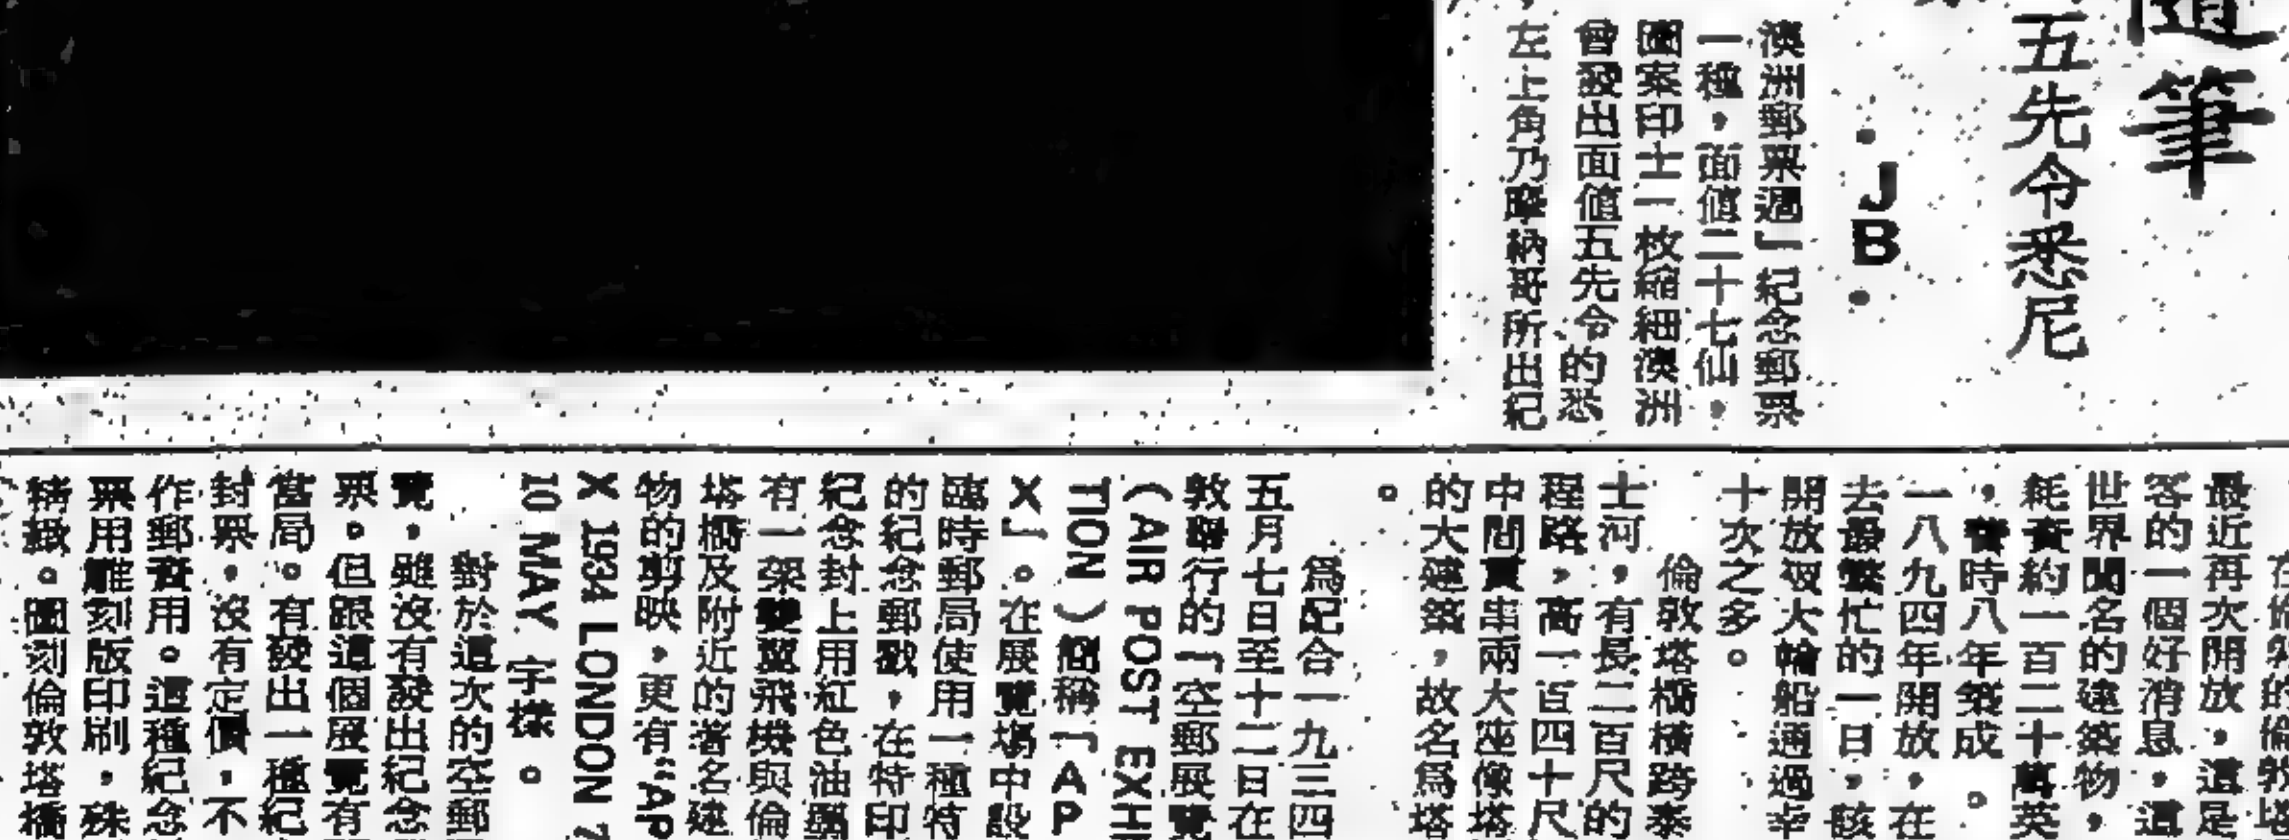 隨筆
五先令悉尼
・JB・
澳洲郵票週」紀念郵票
一種，面值二十七仙，
圖案印士一枚縮細澳洲
曾發出面值五先令的悉
左上角乃 所出紀
最近再次開放，這是
客的一個好消息，這
世界聞名的建築物，
耗資約一百二十萬英
，費時八年築成。
一八九四年開放，在
去最繁忙的一日，該
開放被大輪船通過
十次之多。
倫敦塔橋橫跨泰
士河，有長二百尺的
程路，高一百四十尺
中間貫串兩大座像塔
的大建築，故名為塔
。
為配合一九三四
五月七日至十二日在
敦舉行的「空郵展覽
（AIR POST EXHI
TION）簡稱「AP
X」。在展覽場中設
臨時郵局使用一種特
的紀念郵戳，在特印
紀念封上用紅色油墨
有一架雙翼飛機與倫
塔橋及附近的著名建
物的剪映，更有"AP
X 1934 LONDON 7
10 MAY 字樣。
對於這次的空郵
覽，雖沒有發出紀念
票。但跟這個展覽有
當局。有發出一種紀
封票，沒有定價，不
作郵資用。這種紀念
票用雕刻版印刷，殊
精緻。圖刻倫敦塔橋